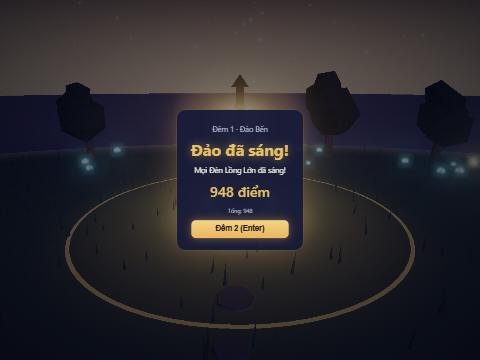 Đêm 1 · Đảo Bến
Đảo đã sáng!
Mọi Đèn Lồng Lớn đã sáng!
948 điểm
Tổng: 948
Đêm 2 (Enter)